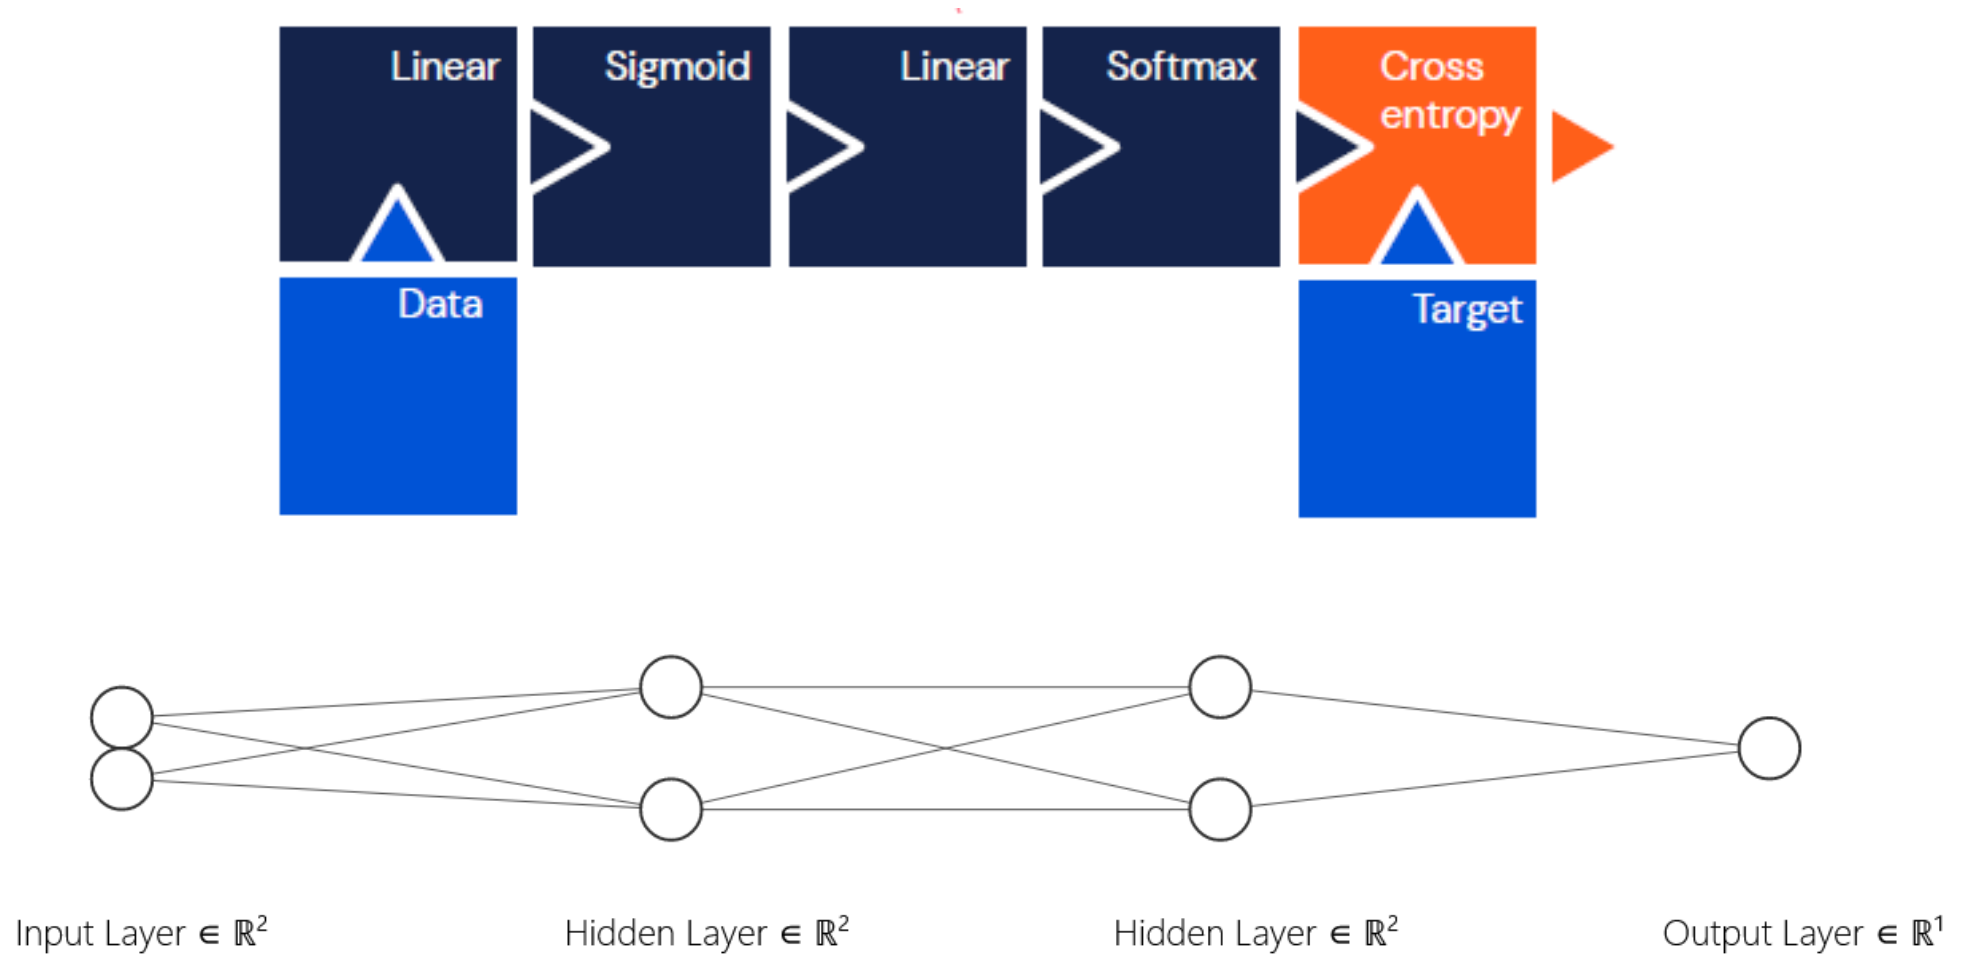 Linear
Sigmoid
Linear
Softmax
Cross
entropy
Data
Target
Input Layer ∈ ℝ²
Hidden Layer ∈ ℝ²
Hidden Layer ∈ ℝ²
Output Layer ∈ ℝ¹